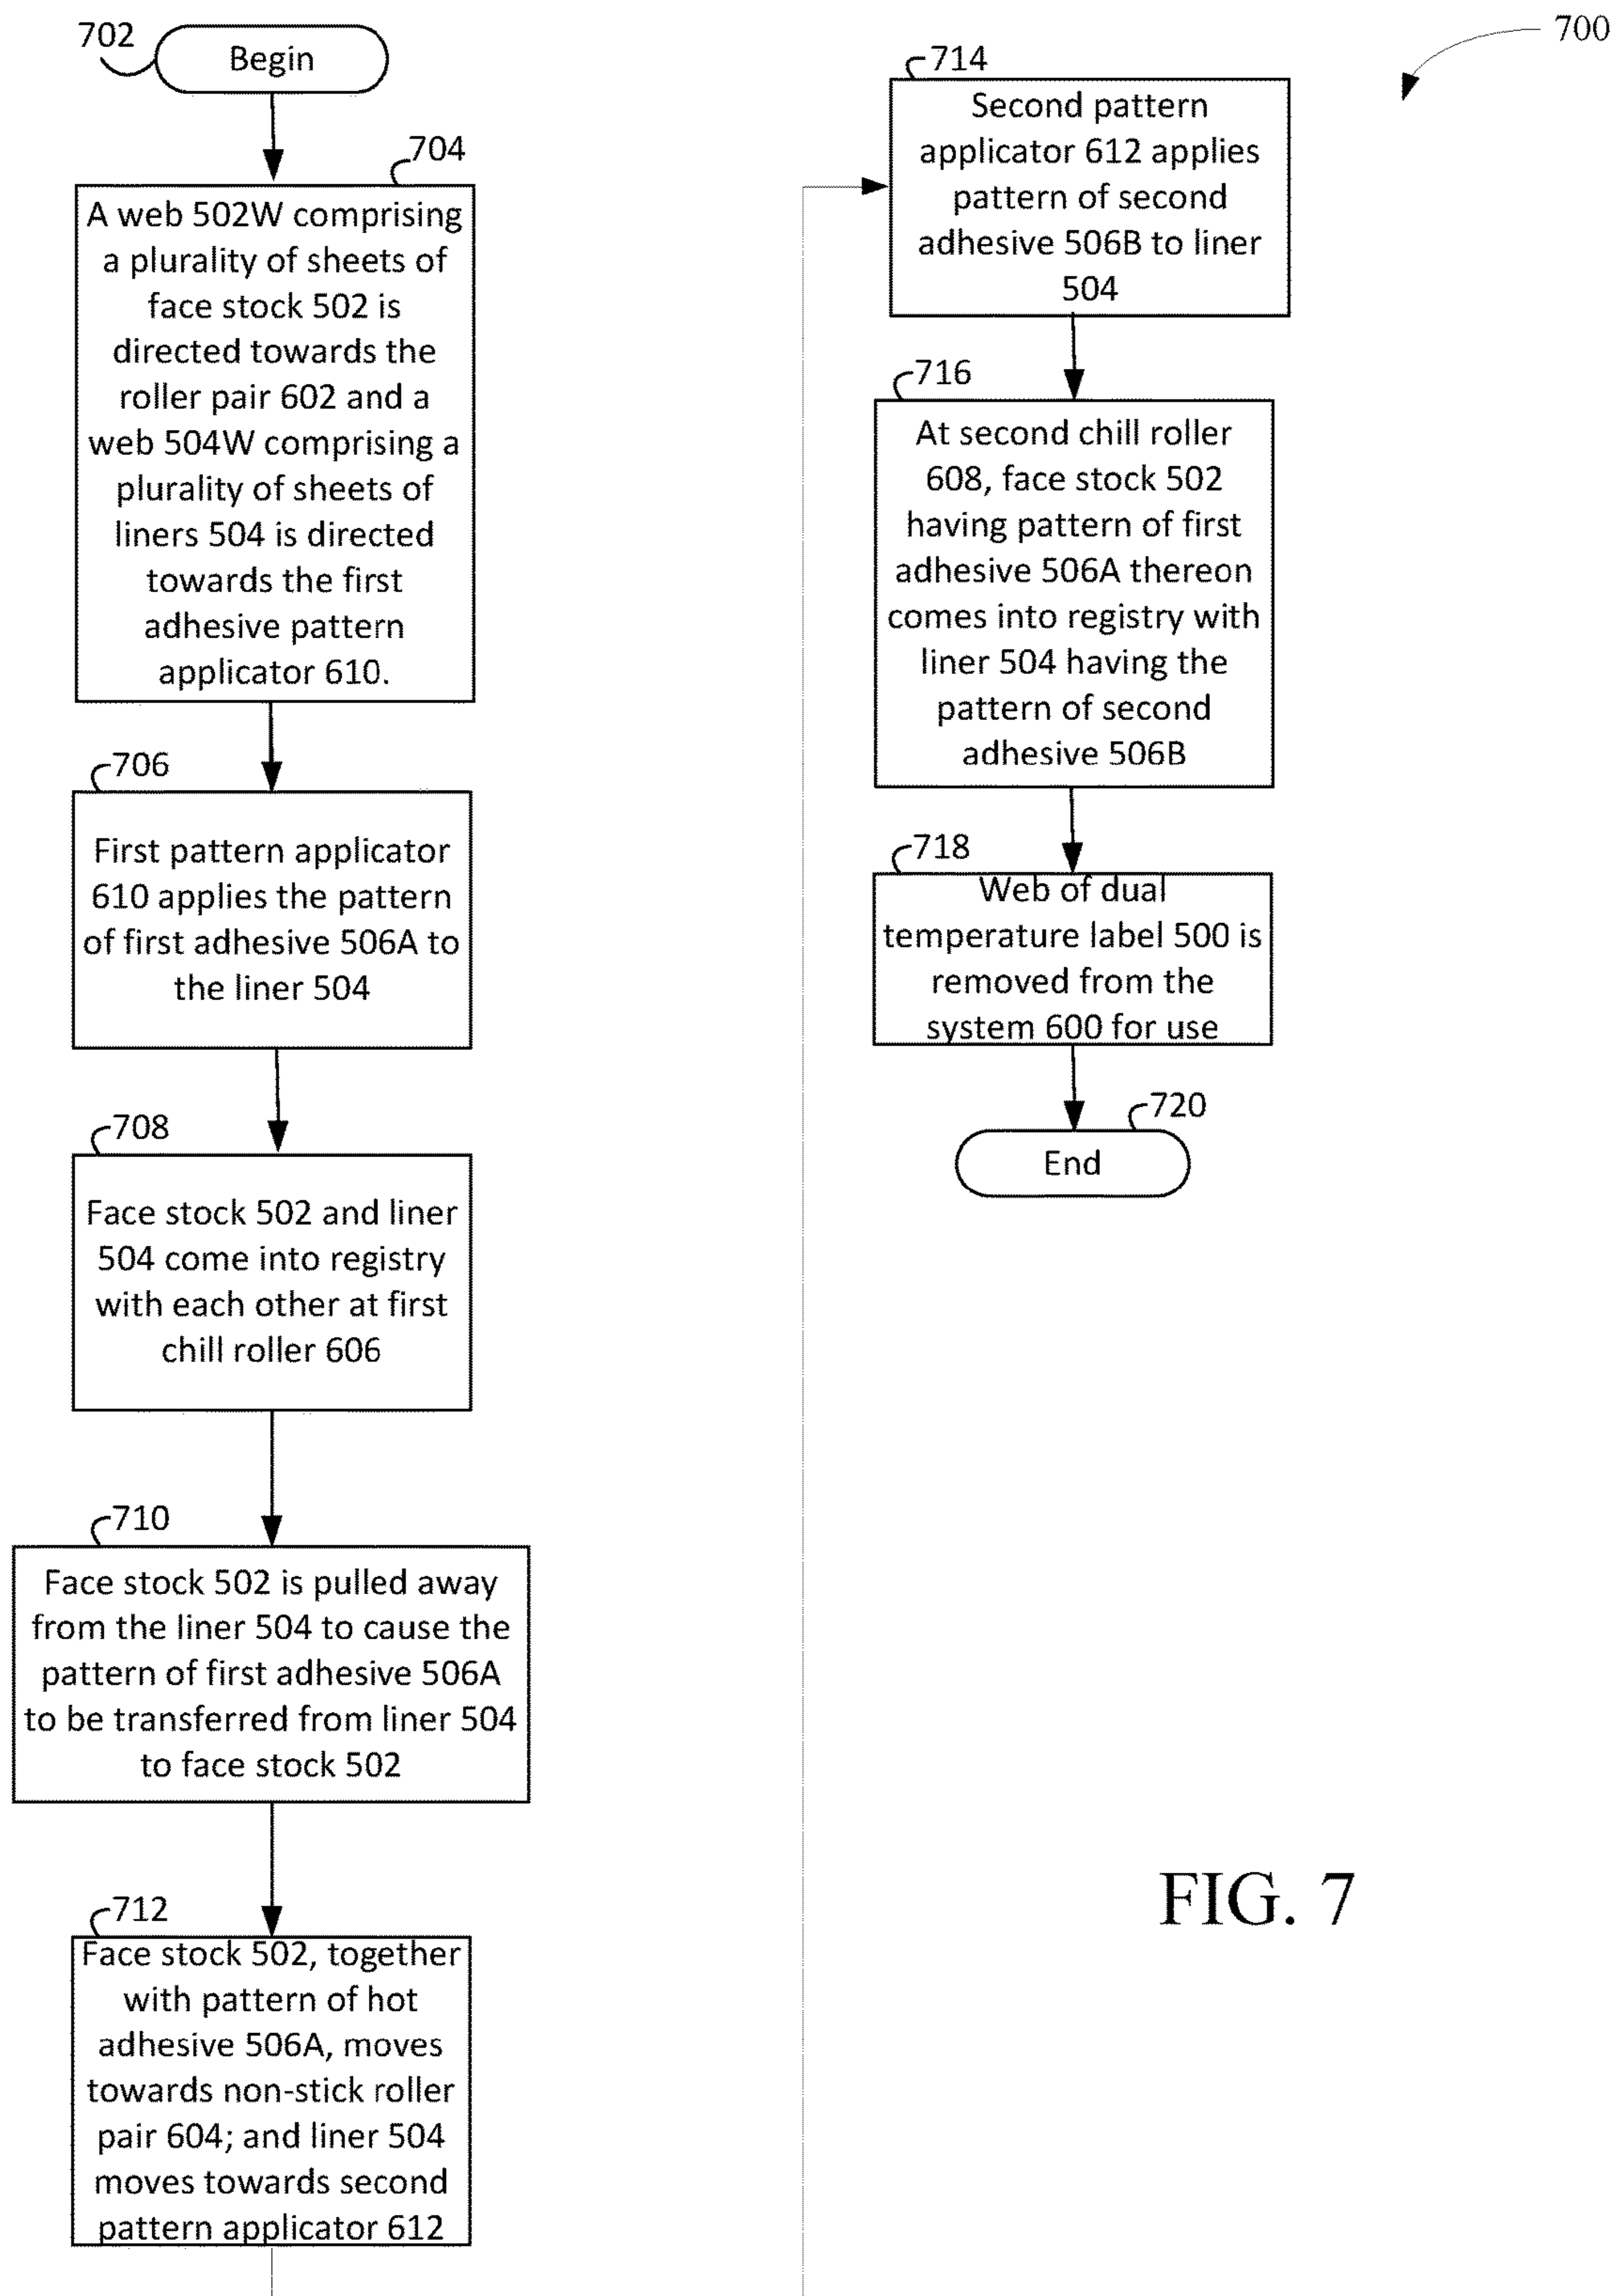 702
Begin
704
A web 502W comprising
a plurality of sheets of
face stock 502 is
directed towards the
roller pair 602 and a
web 504W comprising a
plurality of sheets of
liners 504 is directed
towards the first
adhesive pattern
applicator 610.
706
First pattern applicator
610 applies the pattern
of first adhesive 506A to
the liner 504
708
Face stock 502 and liner
504 come into registry
with each other at first
chill roller 606
710
Face stock 502 is pulled away
from the liner 504 to cause the
pattern of first adhesive 506A
to be transferred from liner 504
to face stock 502
712
Face stock 502, together
with pattern of hot
adhesive 506A, moves
towards non-stick roller
pair 604; and liner 504
moves towards second
pattern applicator 612
700
714
Second pattern
applicator 612 applies
pattern of second
adhesive 506B to liner
504
716
At second chill roller
608, face stock 502
having pattern of first
adhesive 506A thereon
comes into registry with
liner 504 having the
pattern of second
adhesive 506B
718
Web of dual
temperature label 500 is
removed from the
system 600 for use
720
End
FIG. 7